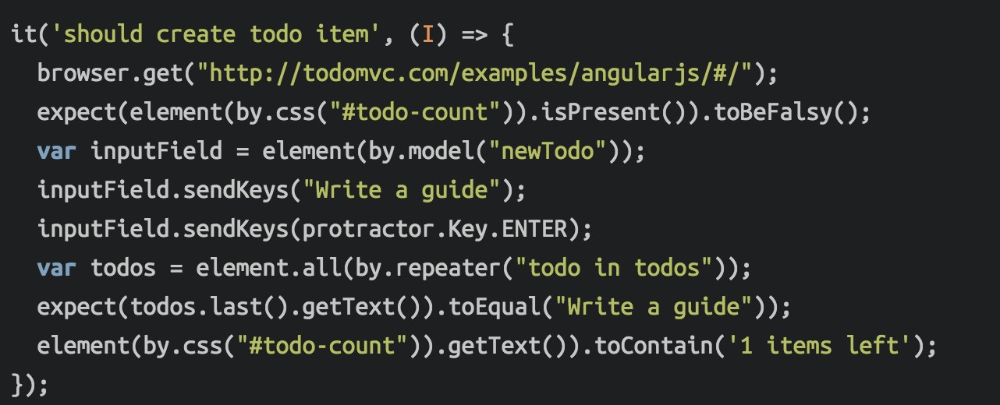 it('should create todo item', (I) => {
  browser.get("http://todomvc.com/examples/angularjs/#/");
  expect(element(by.css("#todo-count")).isPresent()).toBeFalsy();
  var inputField = element(by.model("newTodo"));
  inputField.sendKeys("Write a guide");
  inputField.sendKeys(protractor.Key.ENTER);
  var todos = element.all(by.repeater("todo in todos"));
  expect(todos.last().getText()).toEqual("Write a guide"));
  element(by.css("#todo-count")).getText()).toContain('1 items left');
});